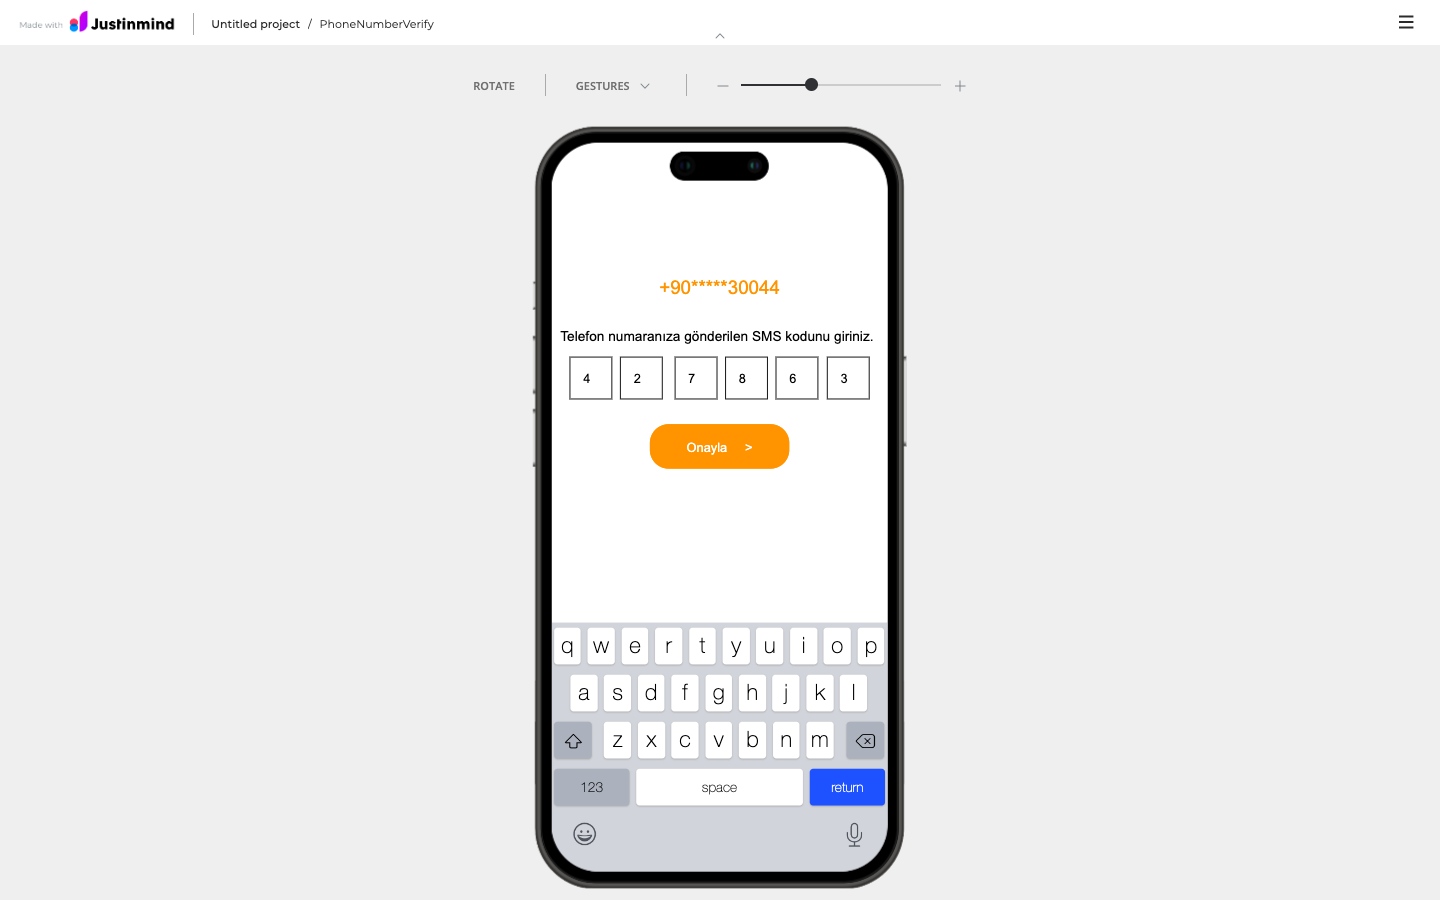 Made with Justinmind Untitled project / PhoneNumberVerify
ROTATE GESTURES
+90*****30044
Telefon numaranıza gönderilen SMS kodunu giriniz.
4 2 7 8 6 3
Onayla >
q w e r t y u i o p
a s d f g h j k l
z x c v b n m
123 space return